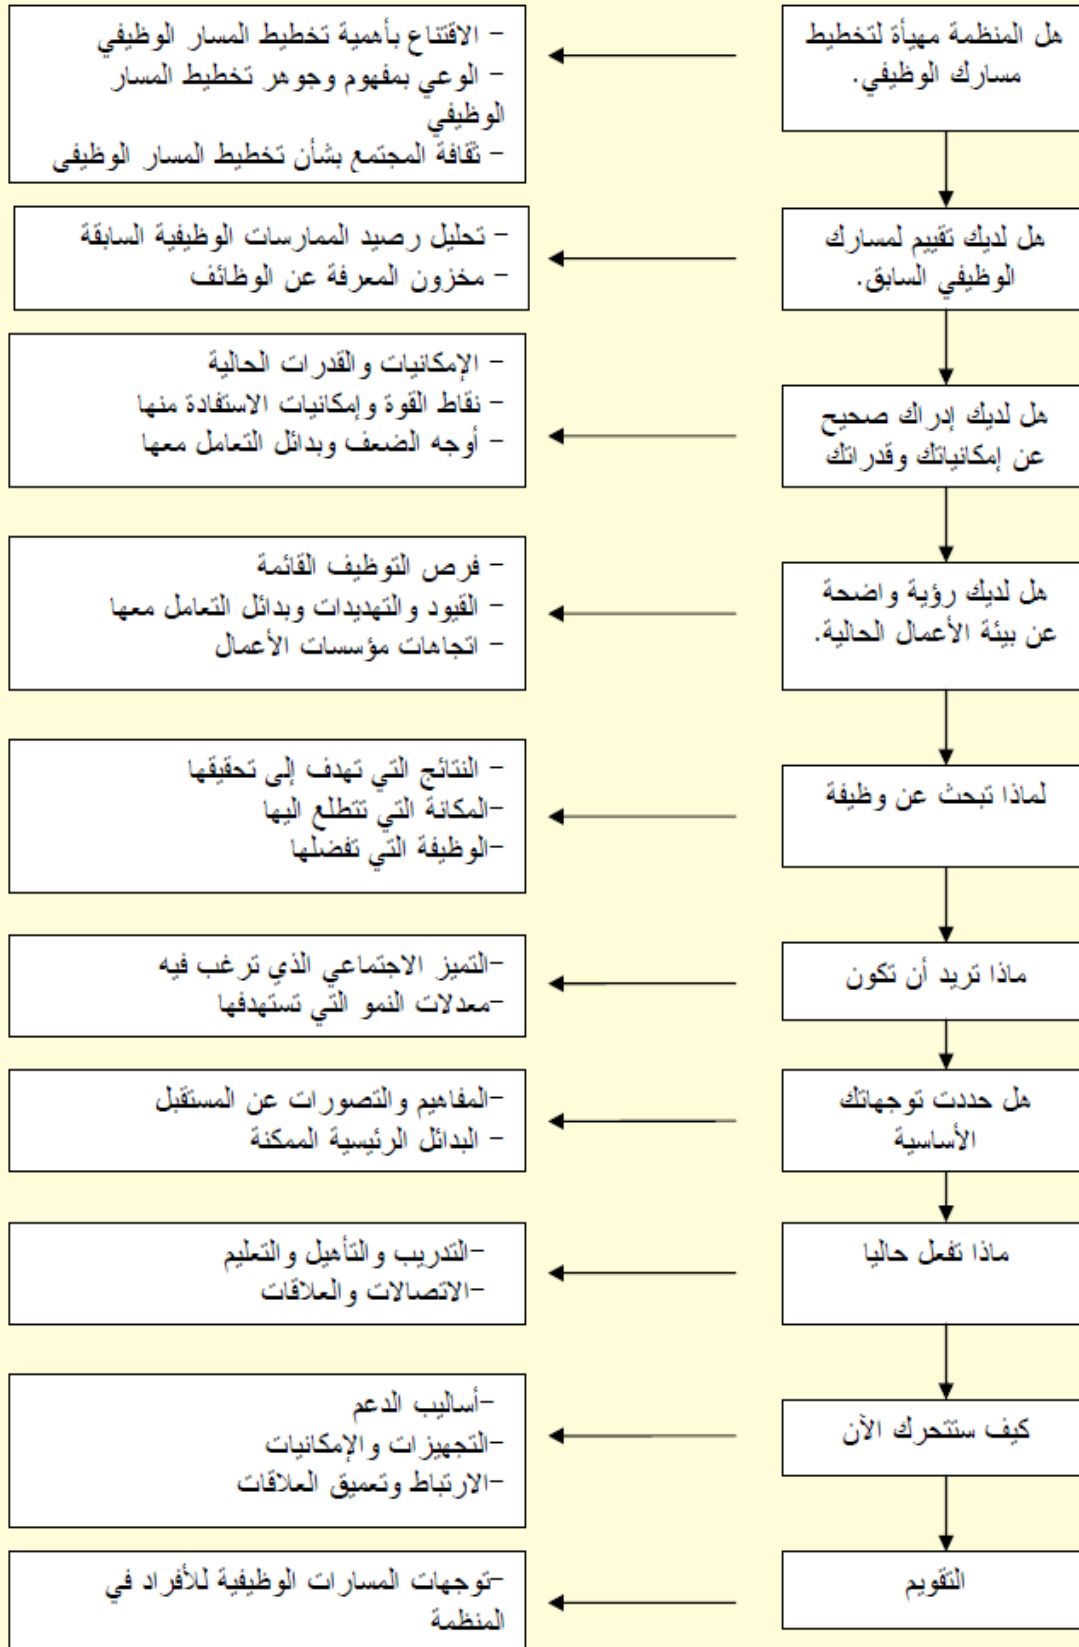 هل المنظمة مهيأة لتخطيط
مسارك الوظيفي.
- الاقتناع بأهمية تخطيط المسار الوظيفي
- الوعي بمفهوم وجوهر تخطيط المسار
الوظيفي
- ثقافة المجتمع بشأن تخطيط المسار الوظيفي
هل لديك تقييم لمسارك
الوظيفي السابق.
- تحليل رصيد الممارسات الوظيفية السابقة
- مخزون المعرفة عن الوظائف
هل لديك إدراك صحيح
عن إمكانياتك وقدراتك
- الإمكانيات والقدرات الحالية
- نقاط القوة وإمكانيات الاستفادة منها
- أوجه الضعف وبدائل التعامل معها
هل لديك رؤية واضحة
عن بيئة الأعمال الحالية.
- فرص التوظيف القائمة
- القيود والتهديدات وبدائل التعامل معها
- اتجاهات مؤسسات الأعمال
لماذا تبحث عن وظيفة
- النتائج التي تهدف إلى تحقيقها
-المكانة التي تتطلع اليها
-الوظيفة التي تفضلها
ماذا تريد أن تكون
-التميز الاجتماعي الذي ترغب فيه
-معدلات النمو التي تستهدفها
هل حددت توجهاتك
الأساسية
-المفاهيم والتصورات عن المستقبل
- البدائل الرئيسية الممكنة
ماذا تفعل حاليا
-التدريب والتأهيل والتعليم
-الاتصالات والعلاقات
كيف ستتحرك الآن
-أساليب الدعم
-التجهيزات والإمكانيات
-الارتباط وتعميق العلاقات
التقويم
-توجهات المسارات الوظيفية للأفراد في
المنظمة